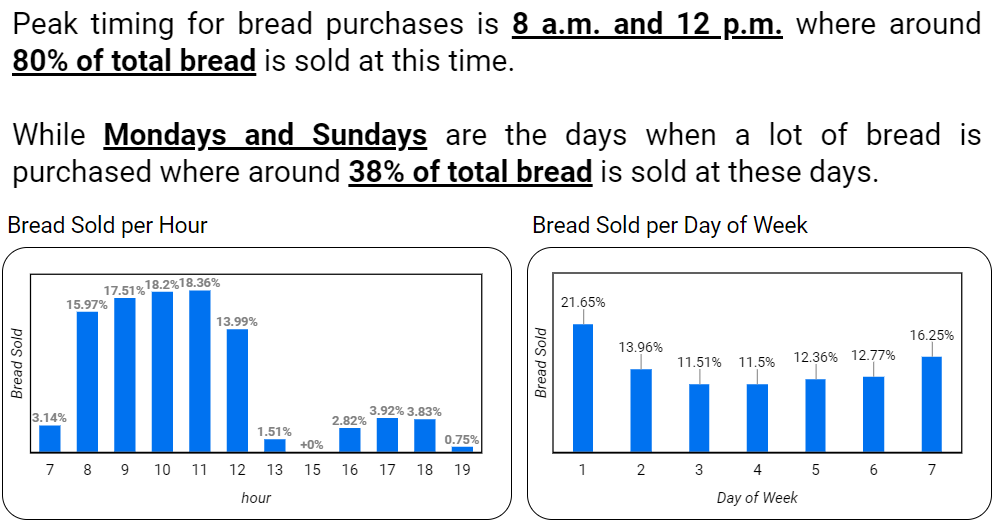 Peak timing for bread purchases is 8 a.m. and 12 p.m. where around
80% of total bread is sold at this time.
While Mondays and Sundays are the days when a lot of bread is
purchased where around 38% of total bread is sold at these days.
Bread Sold per Hour
Bread Sold
3.14%
15.97%
17.51%
18.2%
18.36%
13.99%
1.51%
+0%
2.82%
3.92%
3.83%
0.75%
7 8 9 10 11 12 13 15 16 17 18 19
hour
Bread Sold per Day of Week
Bread Sold
21.65%
13.96%
11.51%
11.5%
12.36%
12.77%
16.25%
1 2 3 4 5 6 7
Day of Week